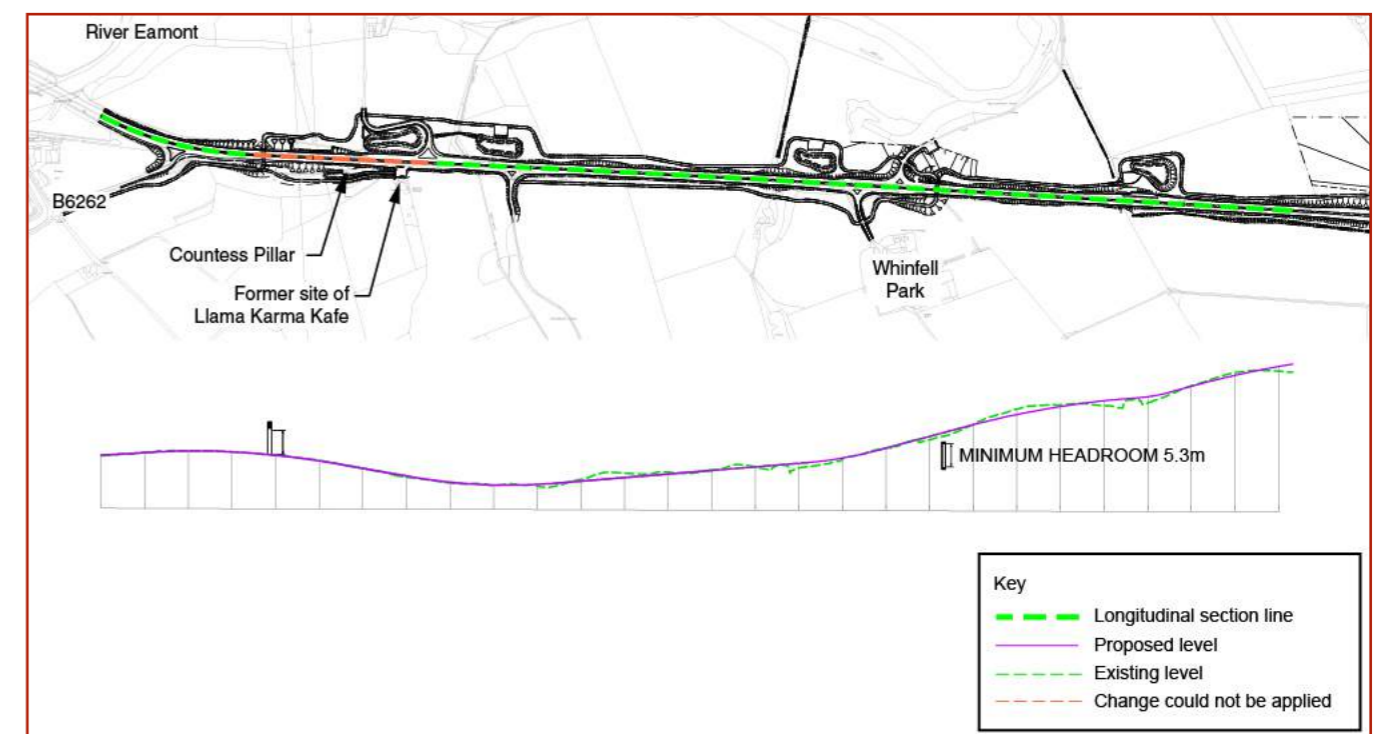 River Eamont
B6262
Countess Pillar
Former site of
Llama Karma Kafe
Whinfell
Park
MINIMUM HEADROOM 5.3m
Key
Longitudinal section line
Proposed level
Existing level
Change could not be applied